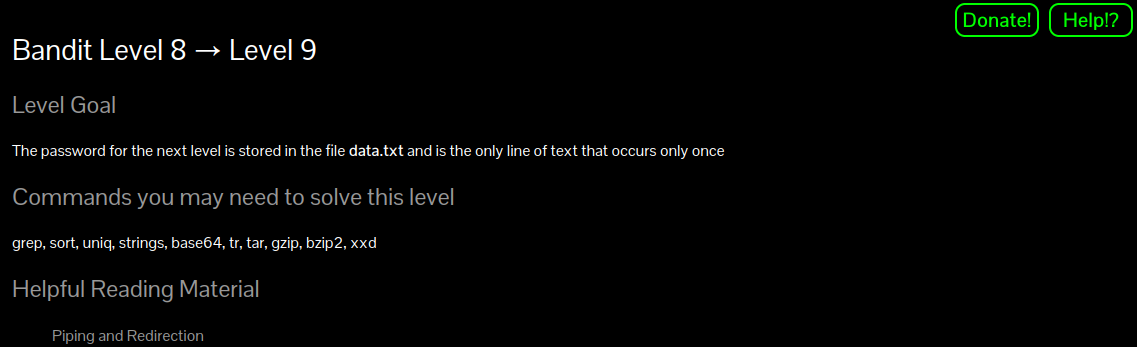 Donate! Help!?
Bandit Level 8 → Level 9
Level Goal
The password for the next level is stored in the file data.txt and is the only line of text that occurs only once
Commands you may need to solve this level
grep, sort, uniq, strings, base64, tr, tar, gzip, bzip2, xxd
Helpful Reading Material
Piping and Redirection